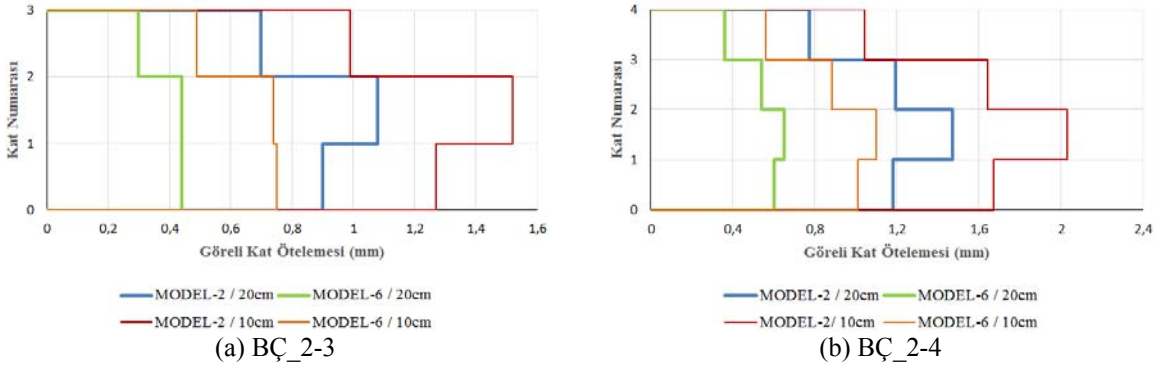 3
2
1
0
Kat Numarası
0
0,2
0,4
0,6
0,8
1
1,2
1,4
1,6
Göreli Kat Ötelemesi (mm)
MODEL-2 / 20cm
MODEL-6 / 20cm
MODEL-2 / 10cm
MODEL-6 / 10cm
(a) BÇ_2-3
4
3
2
1
0
Kat Numarası
0
0,4
0,8
1,2
1,6
2
2,4
Göreli Kat Ötelemesi (mm)
MODEL-2 / 20cm
MODEL-6 / 20cm
MODEL-2/ 10cm
MODEL-6 / 10cm
(b) BÇ_2-4